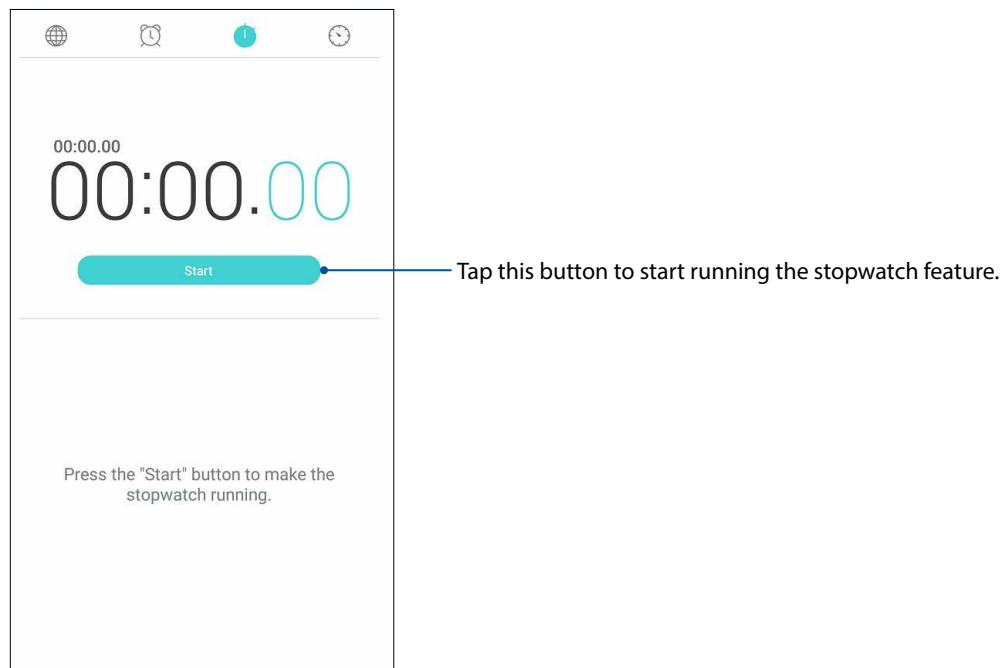 00:00.00
00:00.00
Start
Tap this button to start running the stopwatch feature.
Press the "Start" button to make the
stopwatch running.